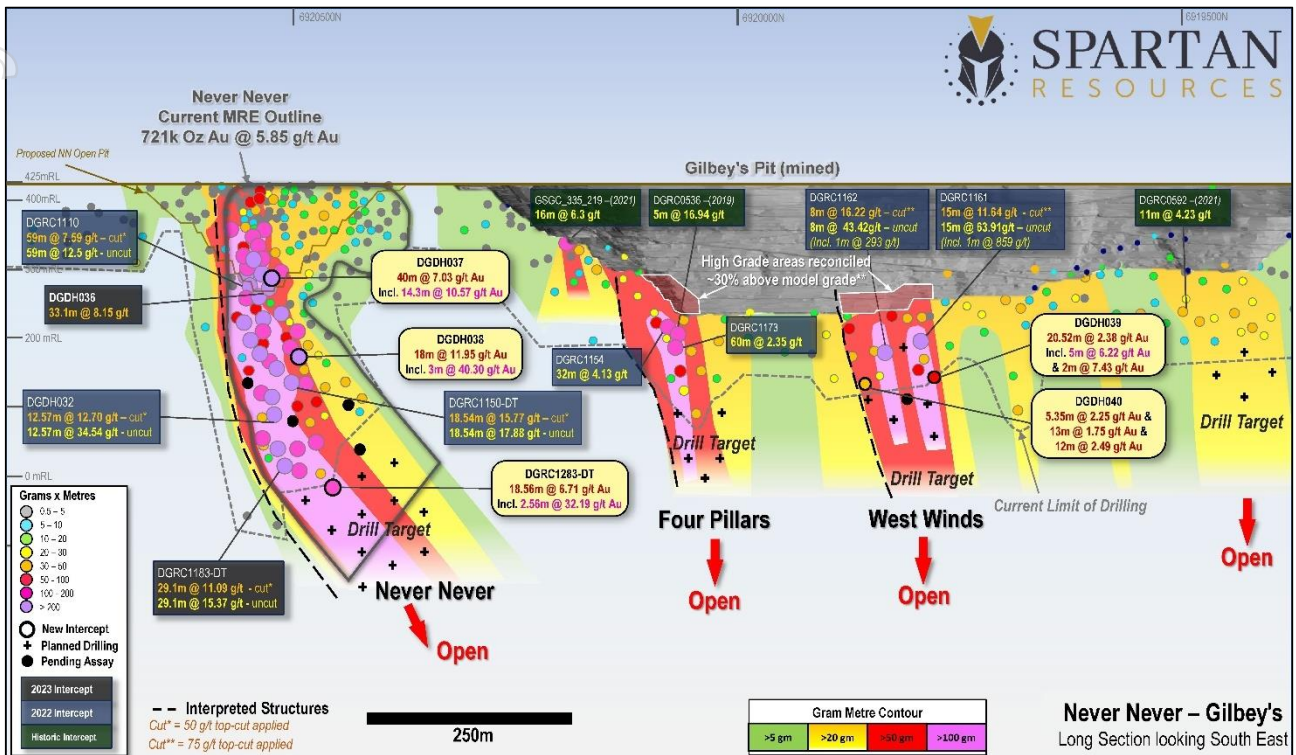 6920500N
6920000N
6919500N
SPARTAN
RESOURCES
Never Never
Current MRE Outline
721k Oz Au @ 5.85 g/t Au
Proposed NN Open Pit
Gilbey's Pit (mined)
425mRL
400mRL
200 mRL
0 mRL
DGRC1110
59m @ 7.59 g/t – cut*
59m @ 12.5 g/t - uncut
DGDH036
33.1m @ 8.15 g/t
DGDH037
40m @ 7.03 g/t Au
Incl. 14.3m @ 10.57 g/t Au
DGDH038
18m @ 11.95 g/t Au
Incl. 3m @ 40.30 g/t Au
DGDH032
12.57m @ 12.70 g/t – cut*
12.57m @ 34.54 g/t - uncut
DGRC1150-DT
18.54m @ 15.77 g/t – cut*
18.54m @ 17.88 g/t - uncut
DGRC1283-DT
18.56m @ 6.71 g/t Au
Incl. 2.56m @ 32.19 g/t Au
DGRC1183-DT
29.1m @ 11.09 g/t - cut*
29.1m @ 15.37 g/t - uncut
GSGC_335_219 –(2021)
16m @ 6.3 g/t
DGRC0536 –(2019)
5m @ 16.94 g/t
DGRC1162
8m @ 16.22 g/t – cut**
8m @ 43.42g/t – uncut
(Incl. 1m @ 293 g/t)
DGRC1161
15m @ 11.64 g/t - cut**
15m @ 63.91g/t – uncut
(Incl. 1m @ 859 g/t)
DGRC0592 –(2021)
11m @ 4.23 g/t
High Grade areas reconciled
~30% above model grade**
DGRC1173
60m @ 2.35 g/t
DGRC1154
32m @ 4.13 g/t
DGDH039
20.52m @ 2.38 g/t Au
Incl. 5m @ 6.22 g/t Au
& 2m @ 7.43 g/t Au
DGDH040
5.35m @ 2.25 g/t Au &
13m @ 1.75 g/t Au &
12m @ 2.49 g/t Au
Drill Target
Drill Target
Drill Target
Drill Target
Current Limit of Drilling
Never Never
Four Pillars
West Winds
Open
Open
Open
Open
Grams x Metres
0.5 – 5
5 – 10
10 – 20
20 – 30
30 – 50
50 - 100
100 - 200
> 200
New Intercept
Planned Drilling
Pending Assay
2023 Intercept
2022 Intercept
Historic Intercept
Interpreted Structures
Cut* = 50 g/t top-cut applied
Cut** = 75 g/t top-cut applied
250m
Gram Metre Contour
>5 gm >20 gm >50 gm >100 gm
Never Never – Gilbey's
Long Section looking South East